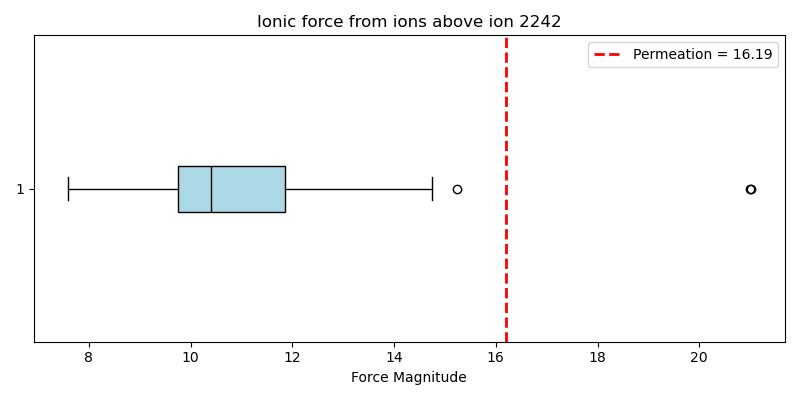 Ionic force from ions above ion 2242
Permeation = 16.19
1
8 10 12 14 16 18 20
Force Magnitude